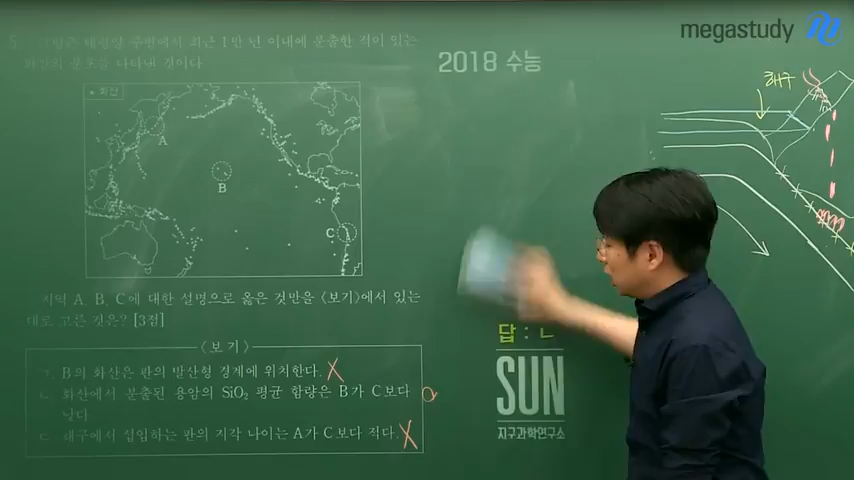 megastudy
2018 수능
5. 그림은 태평양 주변에서 최근 1만 년 이내에 분출한 적이 있는
화산의 분포를 나타낸 것이다.
화산
A
B
C
해구
지역 A, B, C에 대한 설명으로 옳은 것만을 <보기>에서 있는
대로 고른 것은? [3점]
<보기>
ㄱ. B의 화산은 판의 발산형 경계에 위치한다.
ㄴ. 화산에서 분출된 용암의 SiO₂ 평균 함량은 B가 C보다
낮다.
ㄷ. 해구에서 섭입하는 판의 지각 나이는 A가 C보다 적다.
답 : ㄴ
SUN
지구과학연구소